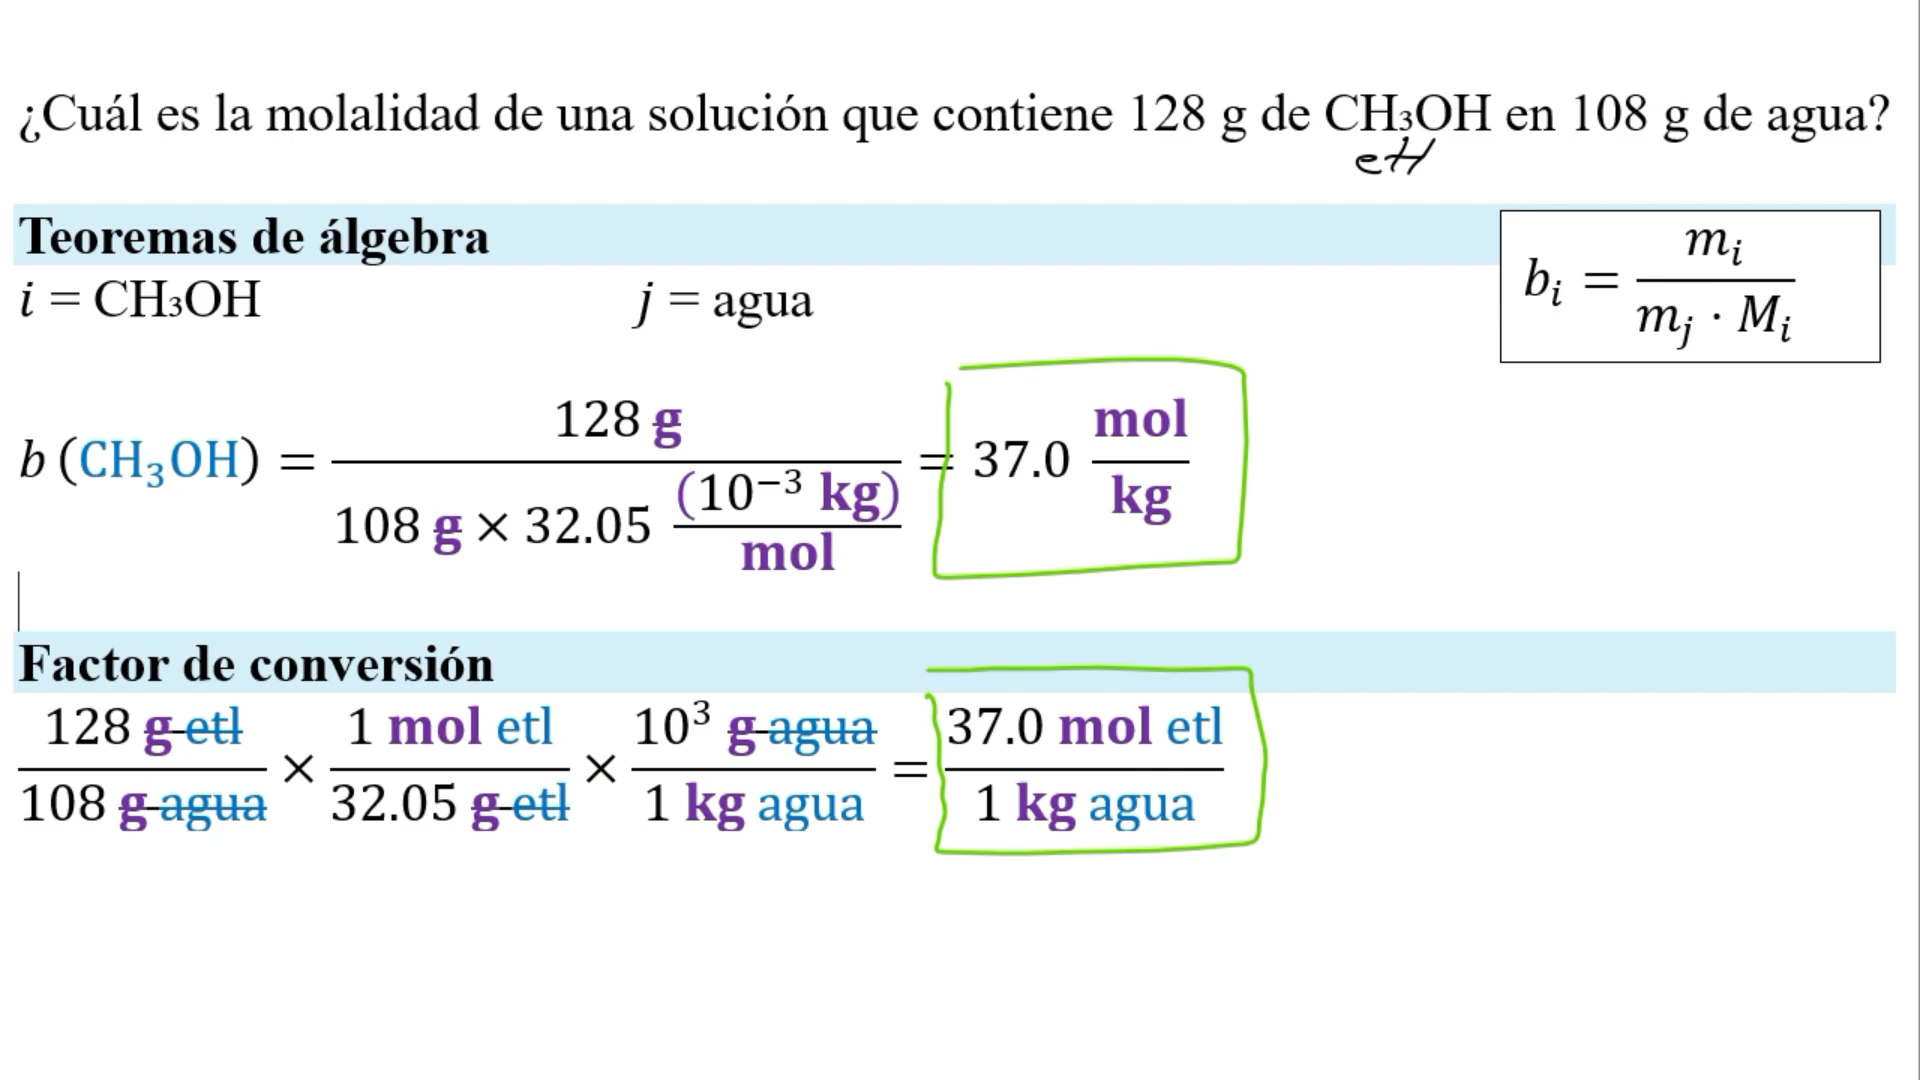 ¿Cuál es la molalidad de una solución que contiene 128 g de CH₃OH en 108 g de agua?
etl
Teoremas de álgebra
i = CH₃OH j = agua
bᵢ = mᵢ / (mⱼ · Mᵢ)
b (CH₃OH) = 128 g / (108 g × 32.05 (10⁻³ kg) / mol) = 37.0 mol / kg
Factor de conversión
128 g etl / 108 g agua × 1 mol etl / 32.05 g etl × 10³ g agua / 1 kg agua = 37.0 mol etl / 1 kg agua